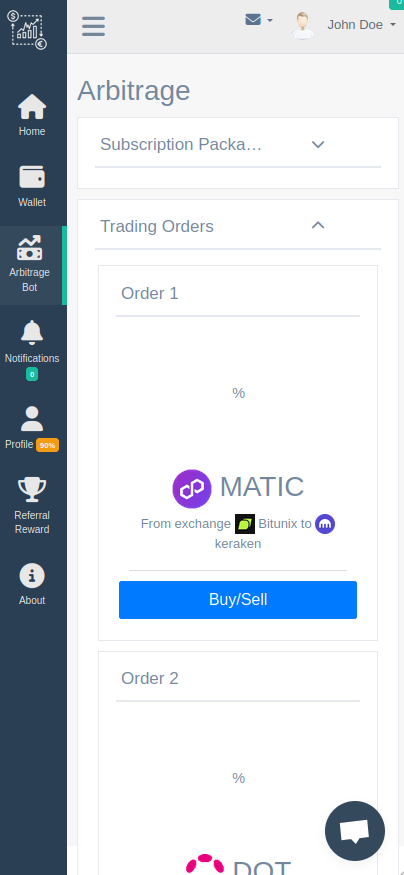 0
John Doe
Arbitrage
Home
Wallet
Arbitrage
Bot
Notifications
0
Profile 90%
Referral
Reward
About
Subscription Packa…
Trading Orders
Order 1
%
MATIC
From exchange Bitunix to
keraken
Buy/Sell
Order 2
%
DOT